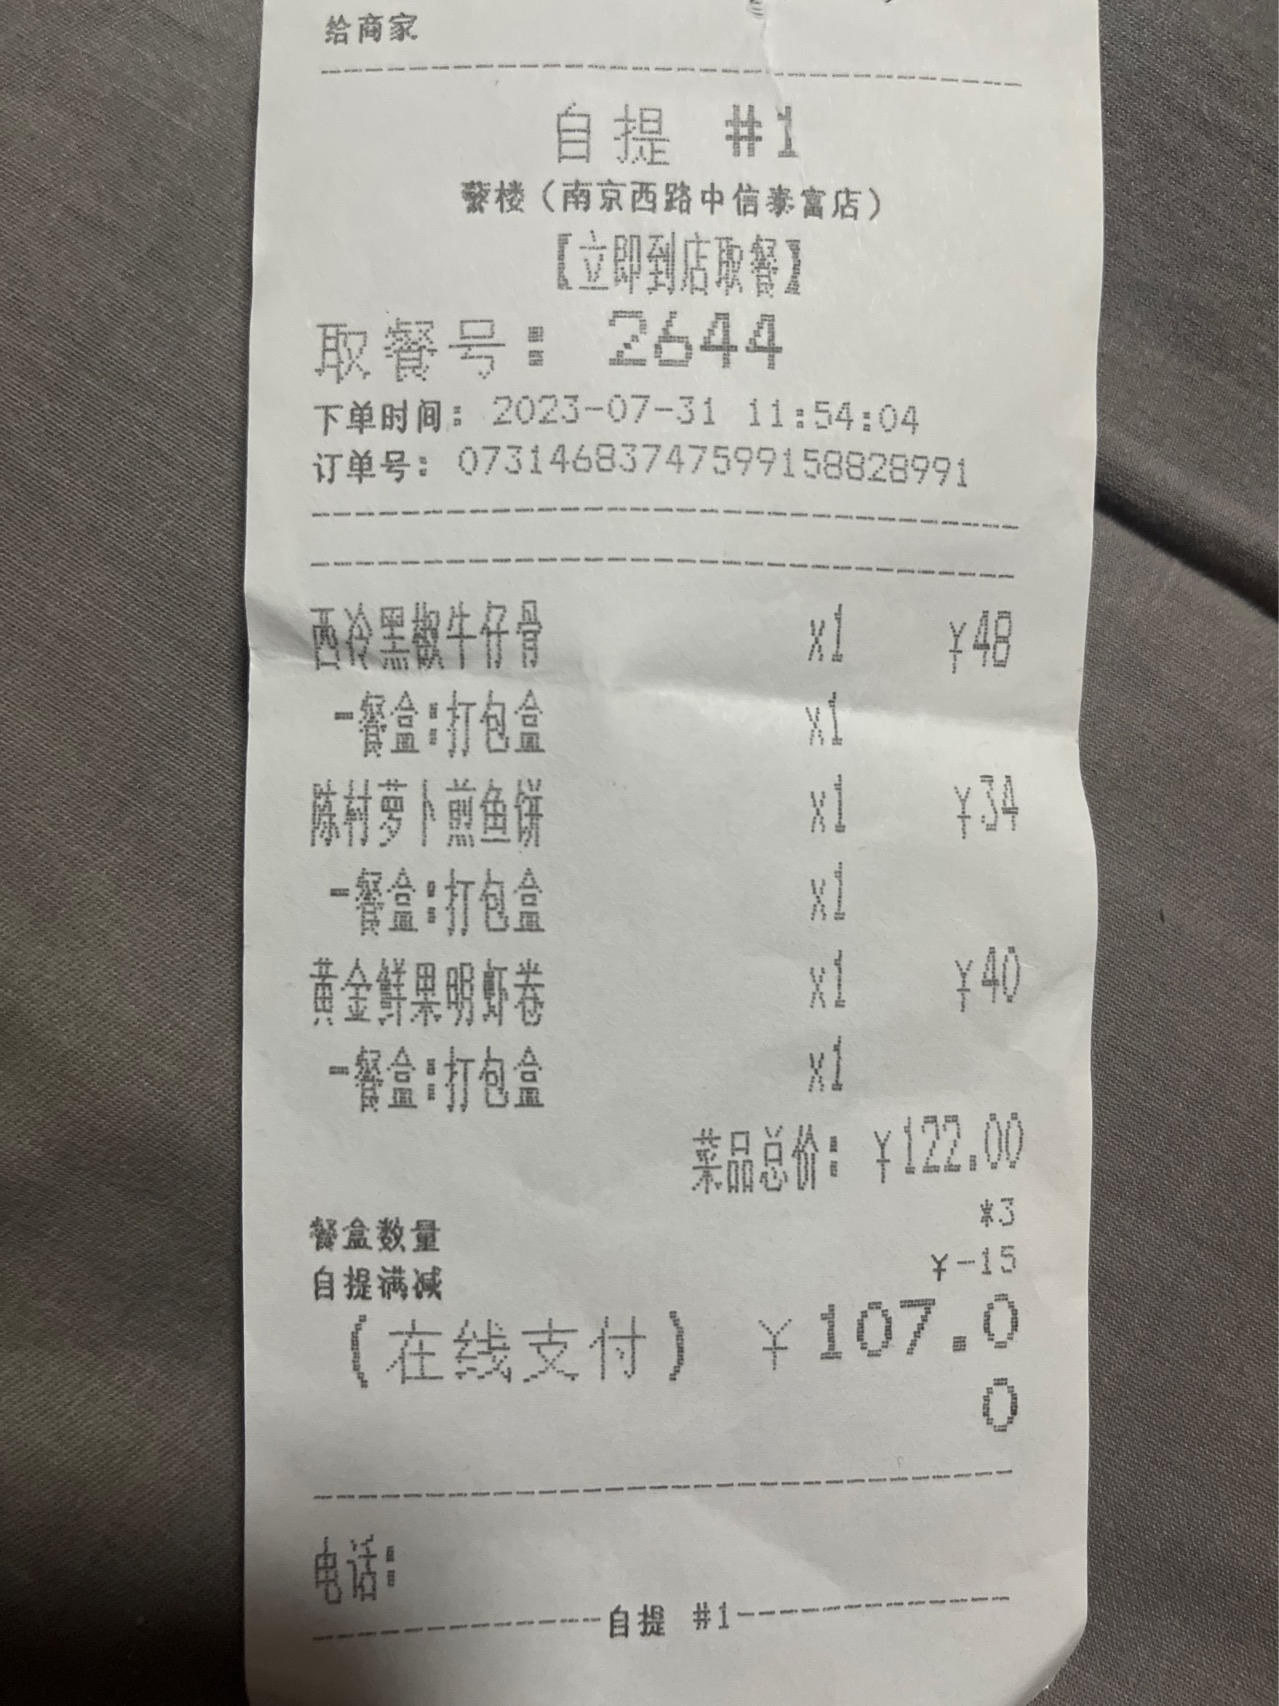 给商家
自提 #1
蘩楼（南京西路中信泰富店）
【立即到店取餐】
取餐号： 2644
下单时间： 2023-07-31 11:54:04
订单号： 073146837475991588 28991
西冷黑椒牛仔骨 x1 ¥48
-餐盒:打包盒 x1
陈村萝卜煎鱼饼 x1 ¥34
-餐盒:打包盒 x1
黄金鲜果明虾卷 x1 ¥40
-餐盒:打包盒 x1
菜品总价： ¥122.00
餐盒数量 *3
自提满减 ¥-15
（在线支付） ¥107.0
0
电话：
自提 #1